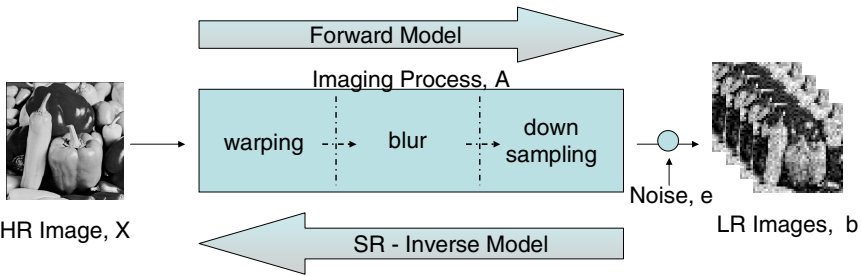 Forward Model
Imaging Process, A
warping
blur
down
sampling
Noise, e
HR Image, X
LR Images, b
SR - Inverse Model